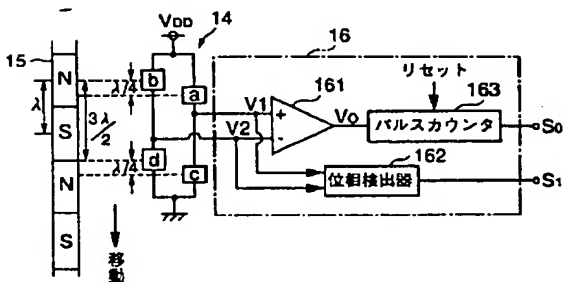 VDD
14
16
15
N
S
N
S
λ
λ/4
3λ/2
λ/4
b
a
d
c
V1
V2
+
-
161
Vo
リセット
163
パルスカウンタ
So
162
位相検出器
S1
移動